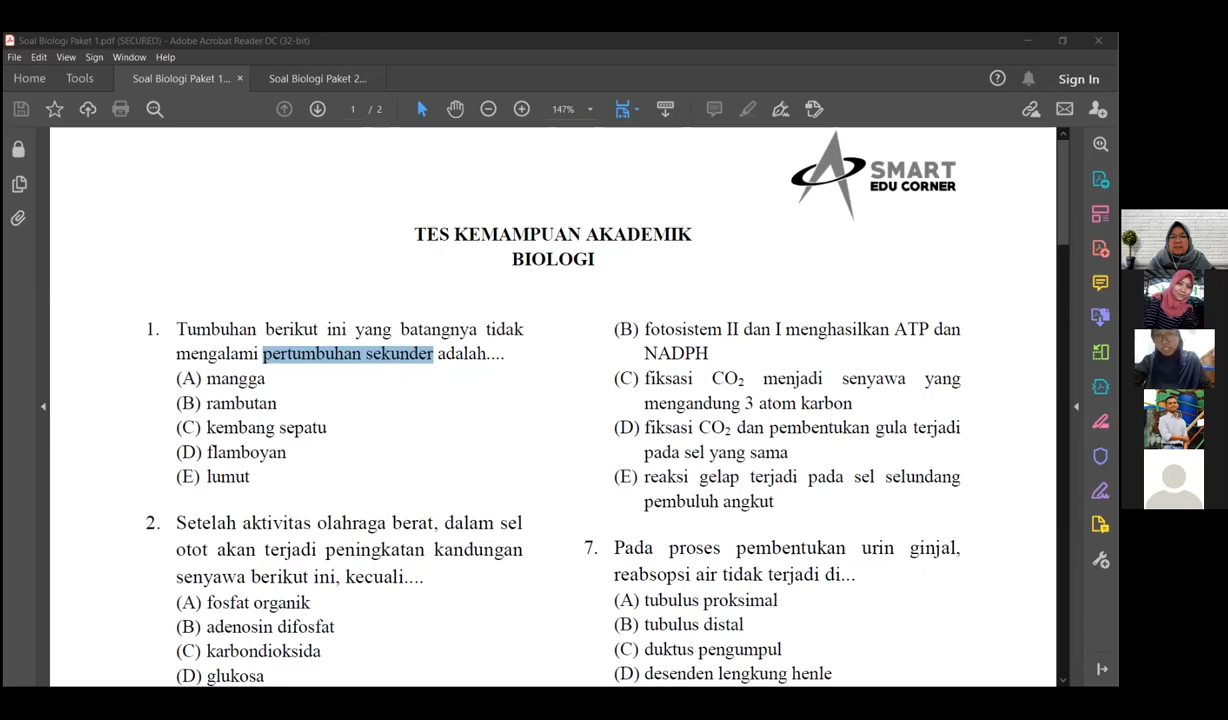 Soal Biologi Paket 1.pdf (SECURED) - Adobe Acrobat Reader DC (32-bit)
File Edit View Sign Window Help
Home Tools Soal Biologi Paket 1... × Soal Biologi Paket 2... Sign In
1 / 2 147%
SMART
EDU CORNER
TES KEMAMPUAN AKADEMIK
BIOLOGI
1. Tumbuhan berikut ini yang batangnya tidak
mengalami pertumbuhan sekunder adalah....
(A) mangga
(B) rambutan
(C) kembang sepatu
(D) flamboyan
(E) lumut
2. Setelah aktivitas olahraga berat, dalam sel
otot akan terjadi peningkatan kandungan
senyawa berikut ini, kecuali....
(A) fosfat organik
(B) adenosin difosfat
(C) karbondioksida
(D) glukosa
(B) fotosistem II dan I menghasilkan ATP dan
NADPH
(C) fiksasi CO₂ menjadi senyawa yang
mengandung 3 atom karbon
(D) fiksasi CO₂ dan pembentukan gula terjadi
pada sel yang sama
(E) reaksi gelap terjadi pada sel selundang
pembuluh angkut
7. Pada proses pembentukan urin ginjal,
reabsopsi air tidak terjadi di...
(A) tubulus proksimal
(B) tubulus distal
(C) duktus pengumpul
(D) desenden lengkung henle